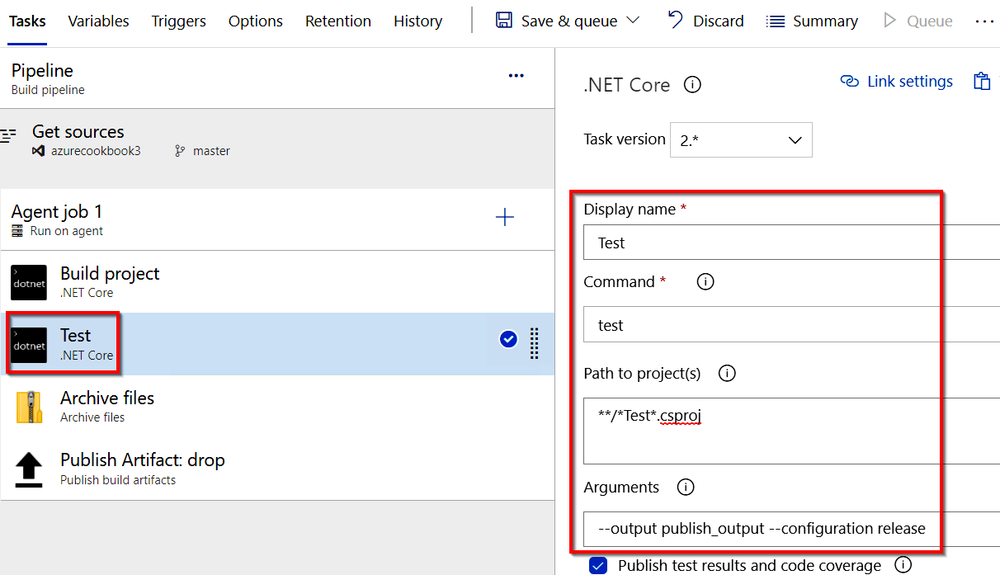 Tasks Variables Triggers Options Retention History Save & queue Discard Summary Queue ...
Pipeline
Build pipeline
Get sources
azurecookbook3 master
Agent job 1
Run on agent
dotnet
Build project
.NET Core
dotnet
Test
.NET Core
Archive files
Archive files
Publish Artifact: drop
Publish build artifacts
.NET Core
Link settings
Task version 2.*
Display name *
Test
Command *
test
Path to project(s)
**/*Test*.csproj
Arguments
--output publish_output --configuration release
Publish test results and code coverage